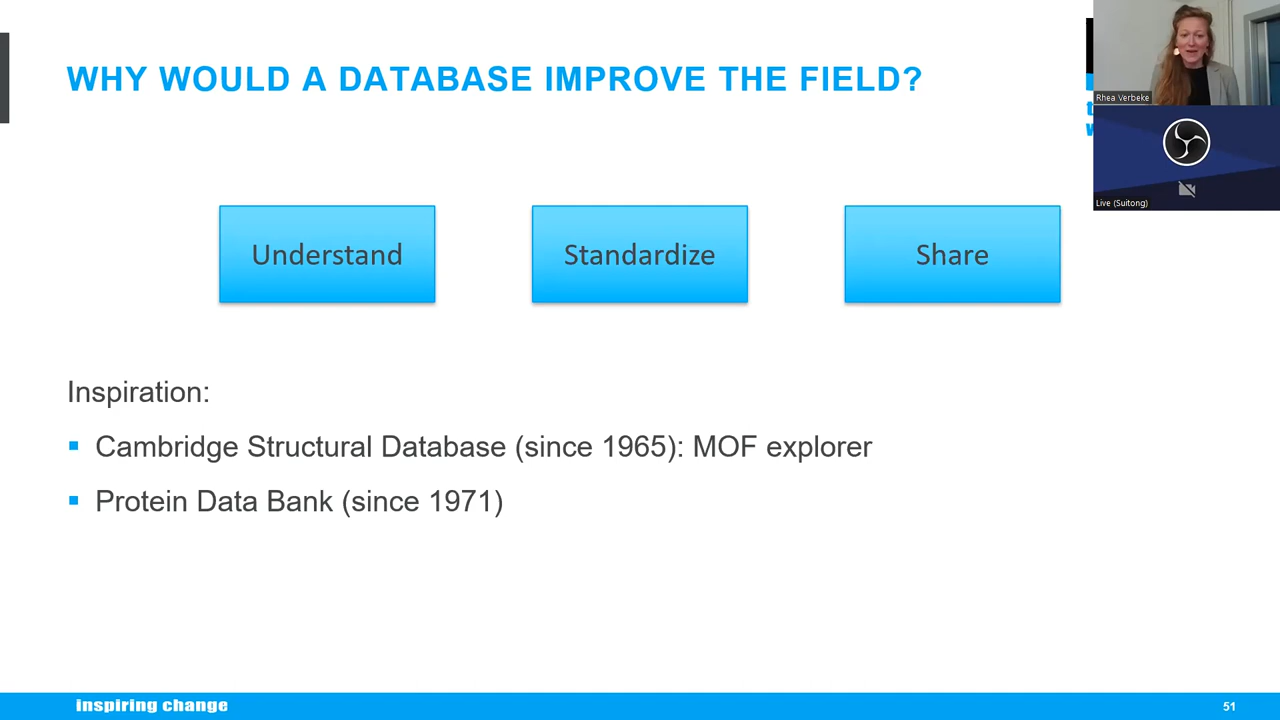 WHY WOULD A DATABASE IMPROVE THE FIELD?
Rhea Verbeke
Live (Suitong)
Understand
Standardize
Share
Inspiration:
▪ Cambridge Structural Database (since 1965): MOF explorer
▪ Protein Data Bank (since 1971)
inspiring change
51